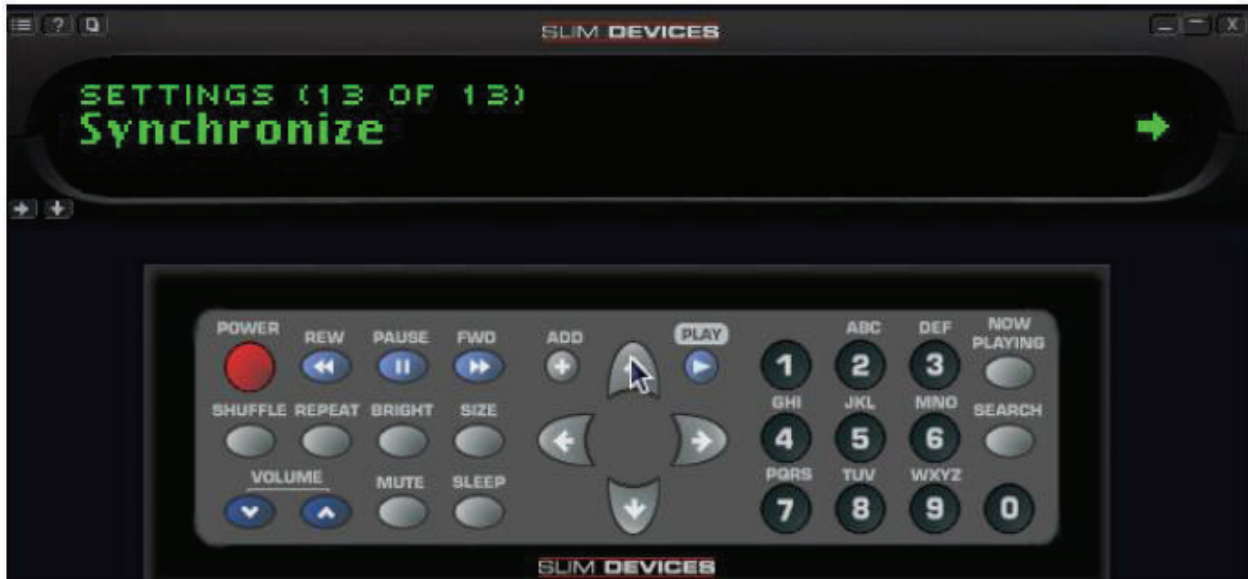 SLIM DEVICES
SETTINGS (13 OF 13)
Synchronize
POWER REW PAUSE FWD ADD PLAY ABC DEF NOW PLAYING
1 2 3
SHUFFLE REPEAT BRIGHT SIZE GHI JKL MNO SEARCH
4 5 6
VOLUME MUTE SLEEP PQRS TUV WXYZ
7 8 9 0
SLIM DEVICES